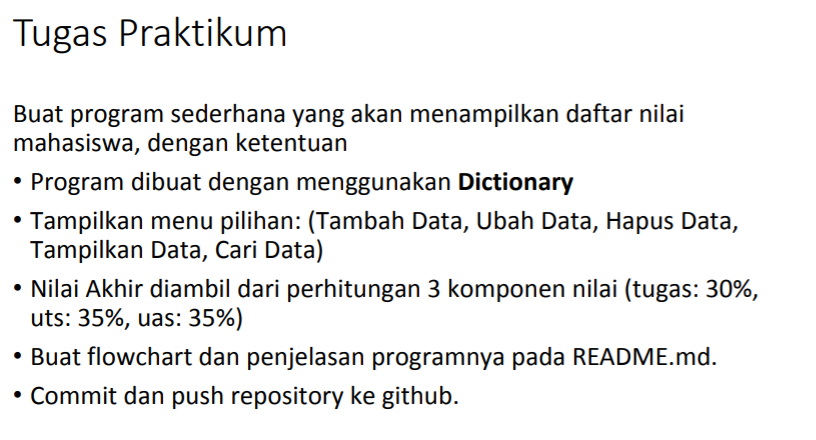 Tugas Praktikum
Buat program sederhana yang akan menampilkan daftar nilai
mahasiswa, dengan ketentuan
• Program dibuat dengan menggunakan Dictionary
• Tampilkan menu pilihan: (Tambah Data, Ubah Data, Hapus Data,
Tampilkan Data, Cari Data)
• Nilai Akhir diambil dari perhitungan 3 komponen nilai (tugas: 30%,
uts: 35%, uas: 35%)
• Buat flowchart dan penjelasan programnya pada README.md.
• Commit dan push repository ke github.